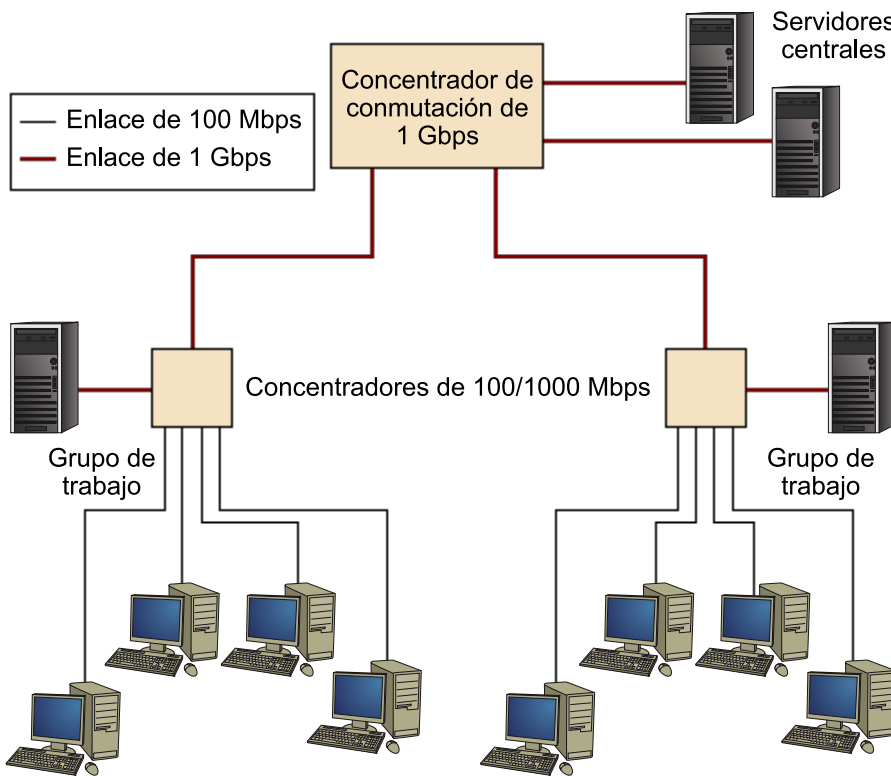 Servidores
centrales
Concentrador de
conmutación de
1 Gbps
Enlace de 100 Mbps
Enlace de 1 Gbps
Concentradores de 100/1000 Mbps
Grupo de
trabajo
Grupo de
trabajo